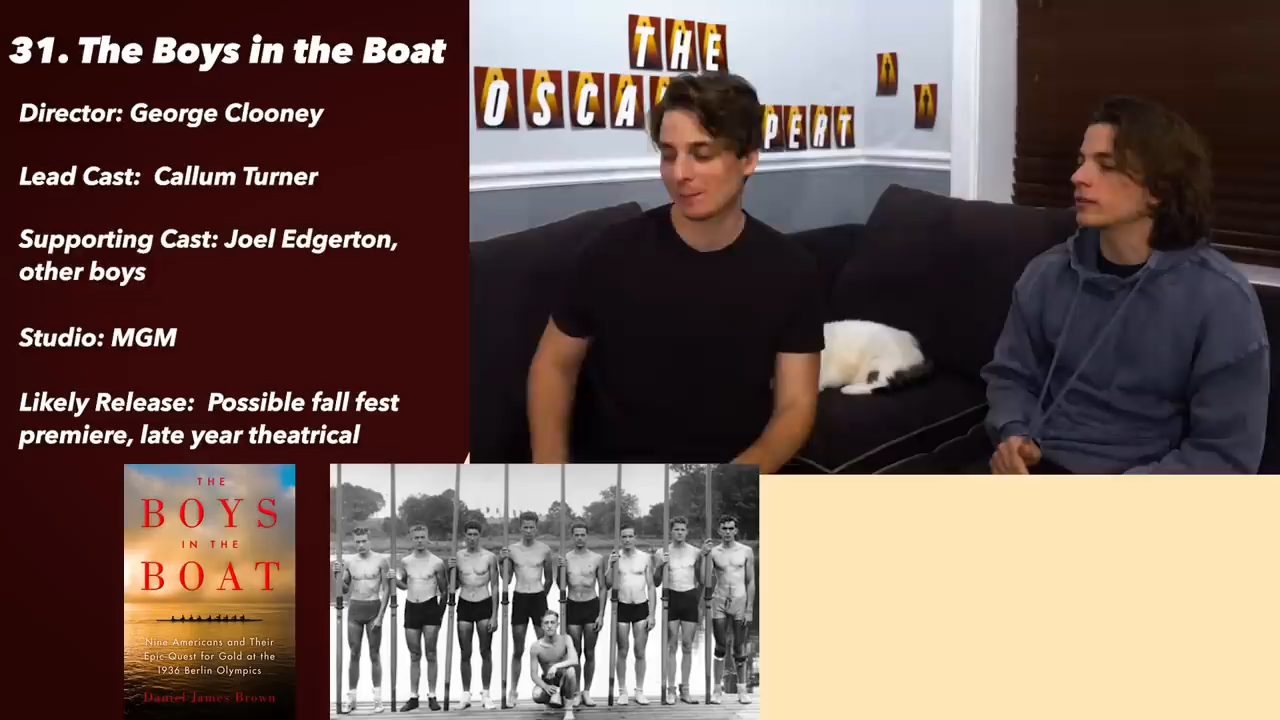 31. The Boys in the Boat
Director: George Clooney
Lead Cast: Callum Turner
Supporting Cast: Joel Edgerton,
other boys
Studio: MGM
Likely Release: Possible fall fest
premiere, late year theatrical
THE
OSCA PERT
THE
BOYS
IN THE
BOAT
Nine Americans and Their
Epic Quest for Gold at the
1936 Berlin Olympics
Daniel James Brown